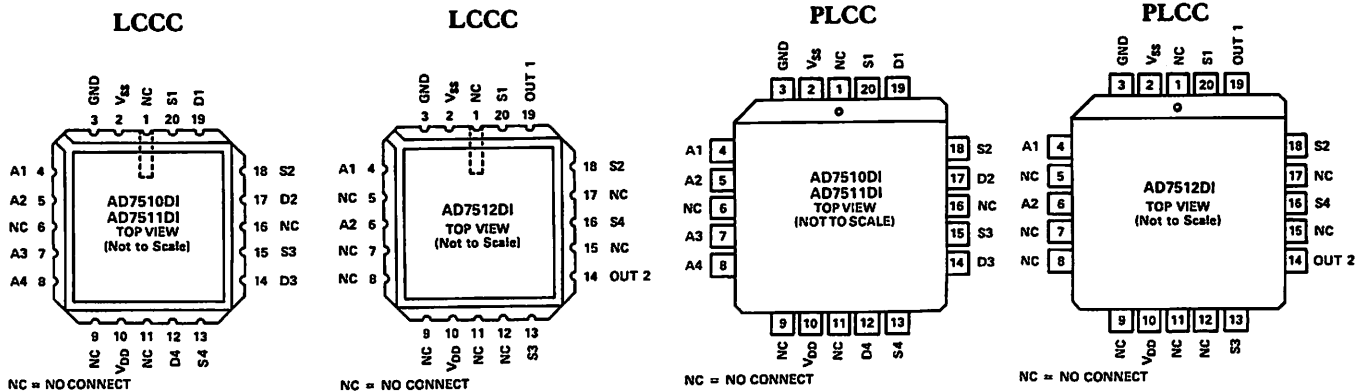 LCCC
GND VSS NC S1 D1
3 2 1 20 19
A1 4
A2 5
NC 6
A3 7
A4 8
AD7510DI
AD7511DI
TOP VIEW
(Not to Scale)
18 S2
17 D2
16 NC
15 S3
14 D3
9 10 11 12 13
NC VDD NC D4 S4
NC = NO CONNECT
LCCC
GND VSS NC S1 OUT 1
3 2 1 20 19
A1 4
NC 5
A2 6
NC 7
NC 8
AD7512DI
TOP VIEW
(Not to Scale)
18 S2
17 NC
16 S4
15 NC
14 OUT 2
9 10 11 12 13
NC VDD NC NC S3
NC = NO CONNECT
PLCC
GND VSS NC S1 D1
3 2 1 20 19
A1 4
A2 5
NC 6
A3 7
A4 8
AD7510DI
AD7511DI
TOP VIEW
(NOT TO SCALE)
18 S2
17 D2
16 NC
15 S3
14 D3
9 10 11 12 13
NC VDD NC D4 S4
NC = NO CONNECT
PLCC
GND VSS NC S1 OUT 1
3 2 1 20 19
A1 4
NC 5
A2 6
NC 7
NC 8
AD7512DI
TOP VIEW
(Not to Scale)
18 S2
17 NC
16 S4
15 NC
14 OUT 2
9 10 11 12 13
NC VDD NC NC S3
NC = NO CONNECT